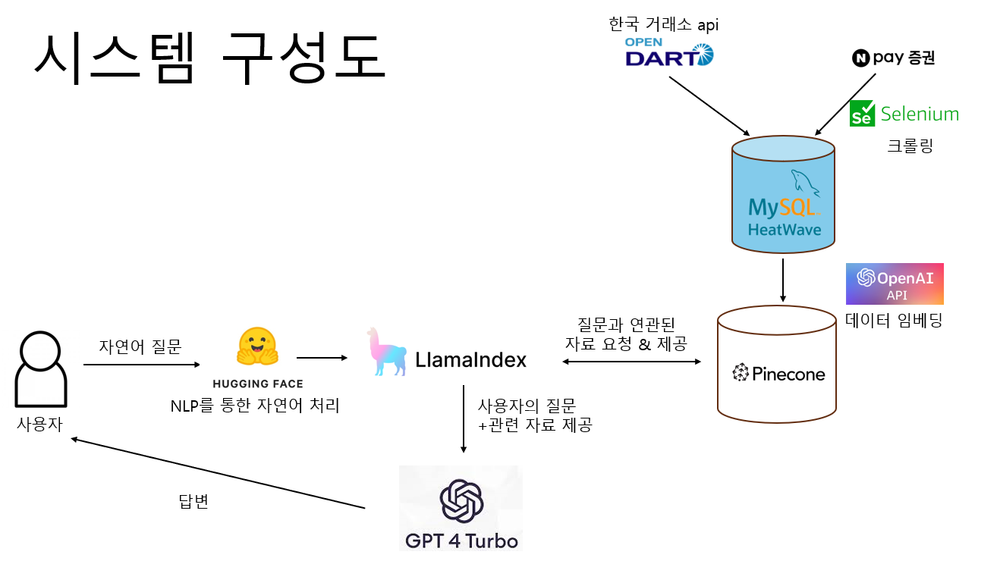 시스템 구성도
한국 거래소 api
OPEN
DART
N pay 증권
Se Selenium
크롤링
MySQL
HeatWave
OpenAI
API
데이터 임베딩
질문과 연관된
자료 요청 & 제공
Pinecone
자연어 질문
사용자
HUGGING FACE
NLP를 통한 자연어 처리
LlamaIndex
사용자의 질문
+관련 자료 제공
답변
GPT 4 Turbo